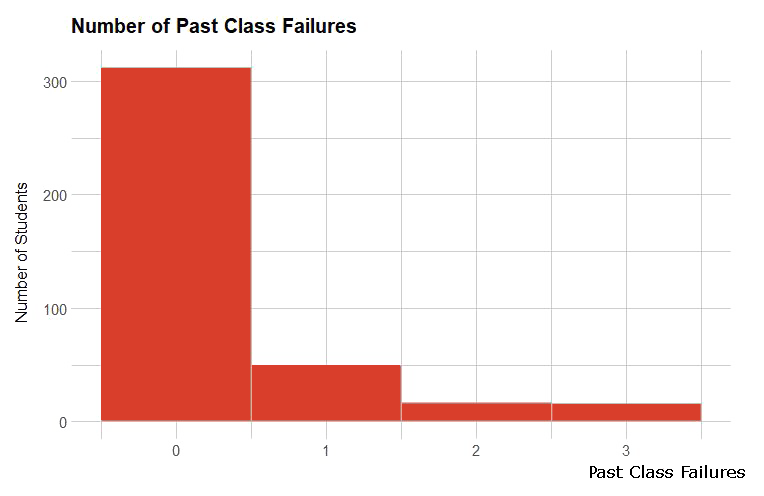 Number of Past Class Failures
Number of Students
300
200
100
0
0 1 2 3
Past Class Failures